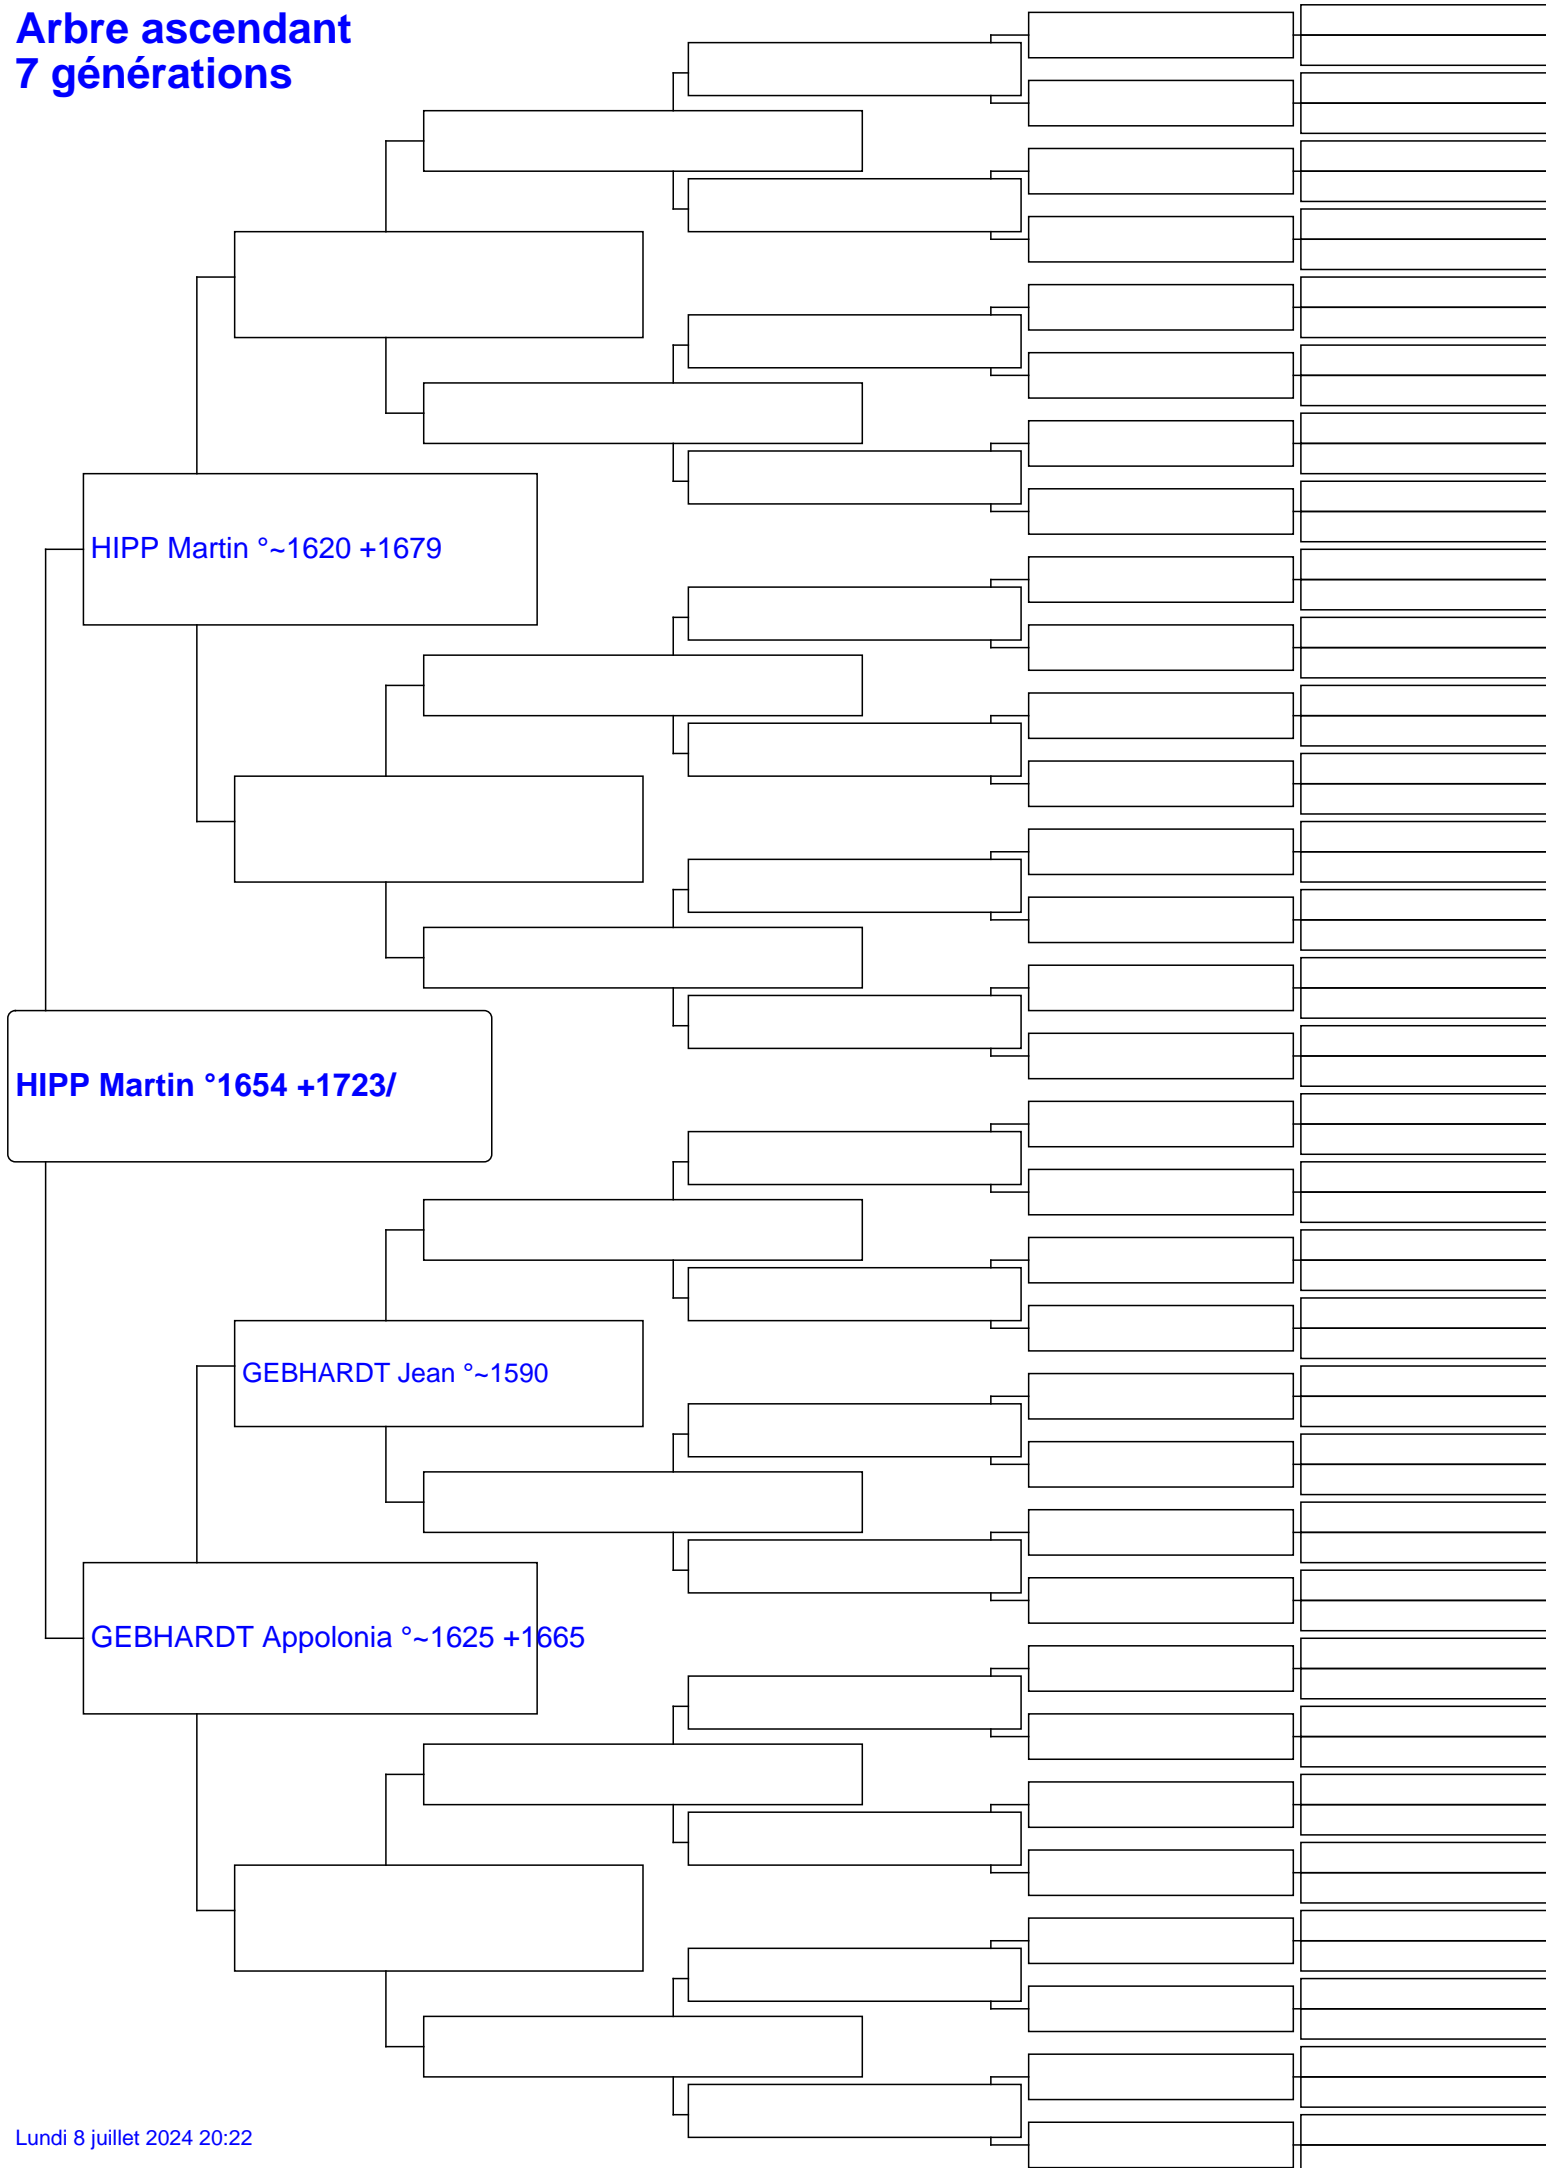 Arbre ascendant
7 générations
HIPP Martin °~1620 +1679
HIPP Martin °1654 +1723/
GEBHARDT Jean °~1590
GEBHARDT Appolonia °~1625 +1665
Lundi 8 juillet 2024 20:22